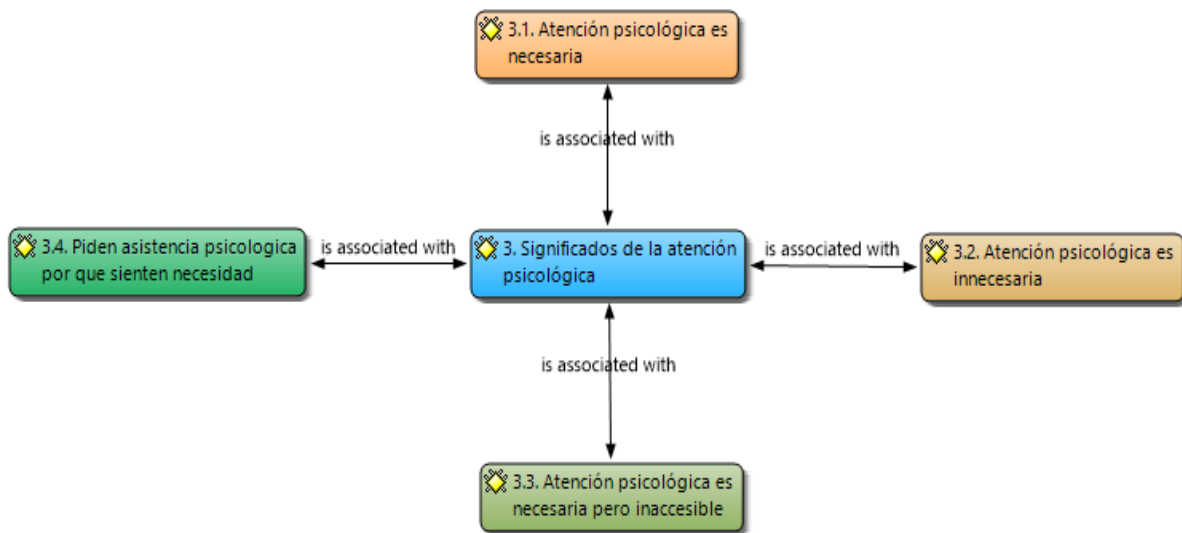 3.1. Atención psicológica es
necesaria
is associated with
3.4. Piden asistencia psicologica
por que sienten necesidad
is associated with
3. Significados de la atención
psicológica
is associated with
3.2. Atención psicológica es
innecesaria
is associated with
3.3. Atención psicológica es
necesaria pero inaccesible